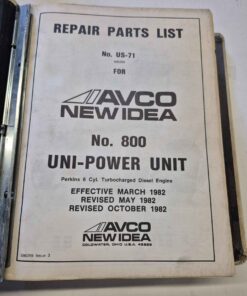 REPAIR PARTS LIST
No. US-71
FOR
AVCO
NEW IDEA
No. 800
UNI-POWER UNIT
Perkins 6 Cyl. Turbocharged Diesel Engine
EFFECTIVE MARCH 1982
REVISED MAY 1982
REVISED OCTOBER 1982
AVCO
NEW IDEA
COLDWATER, OHIO U.S.A. 45828